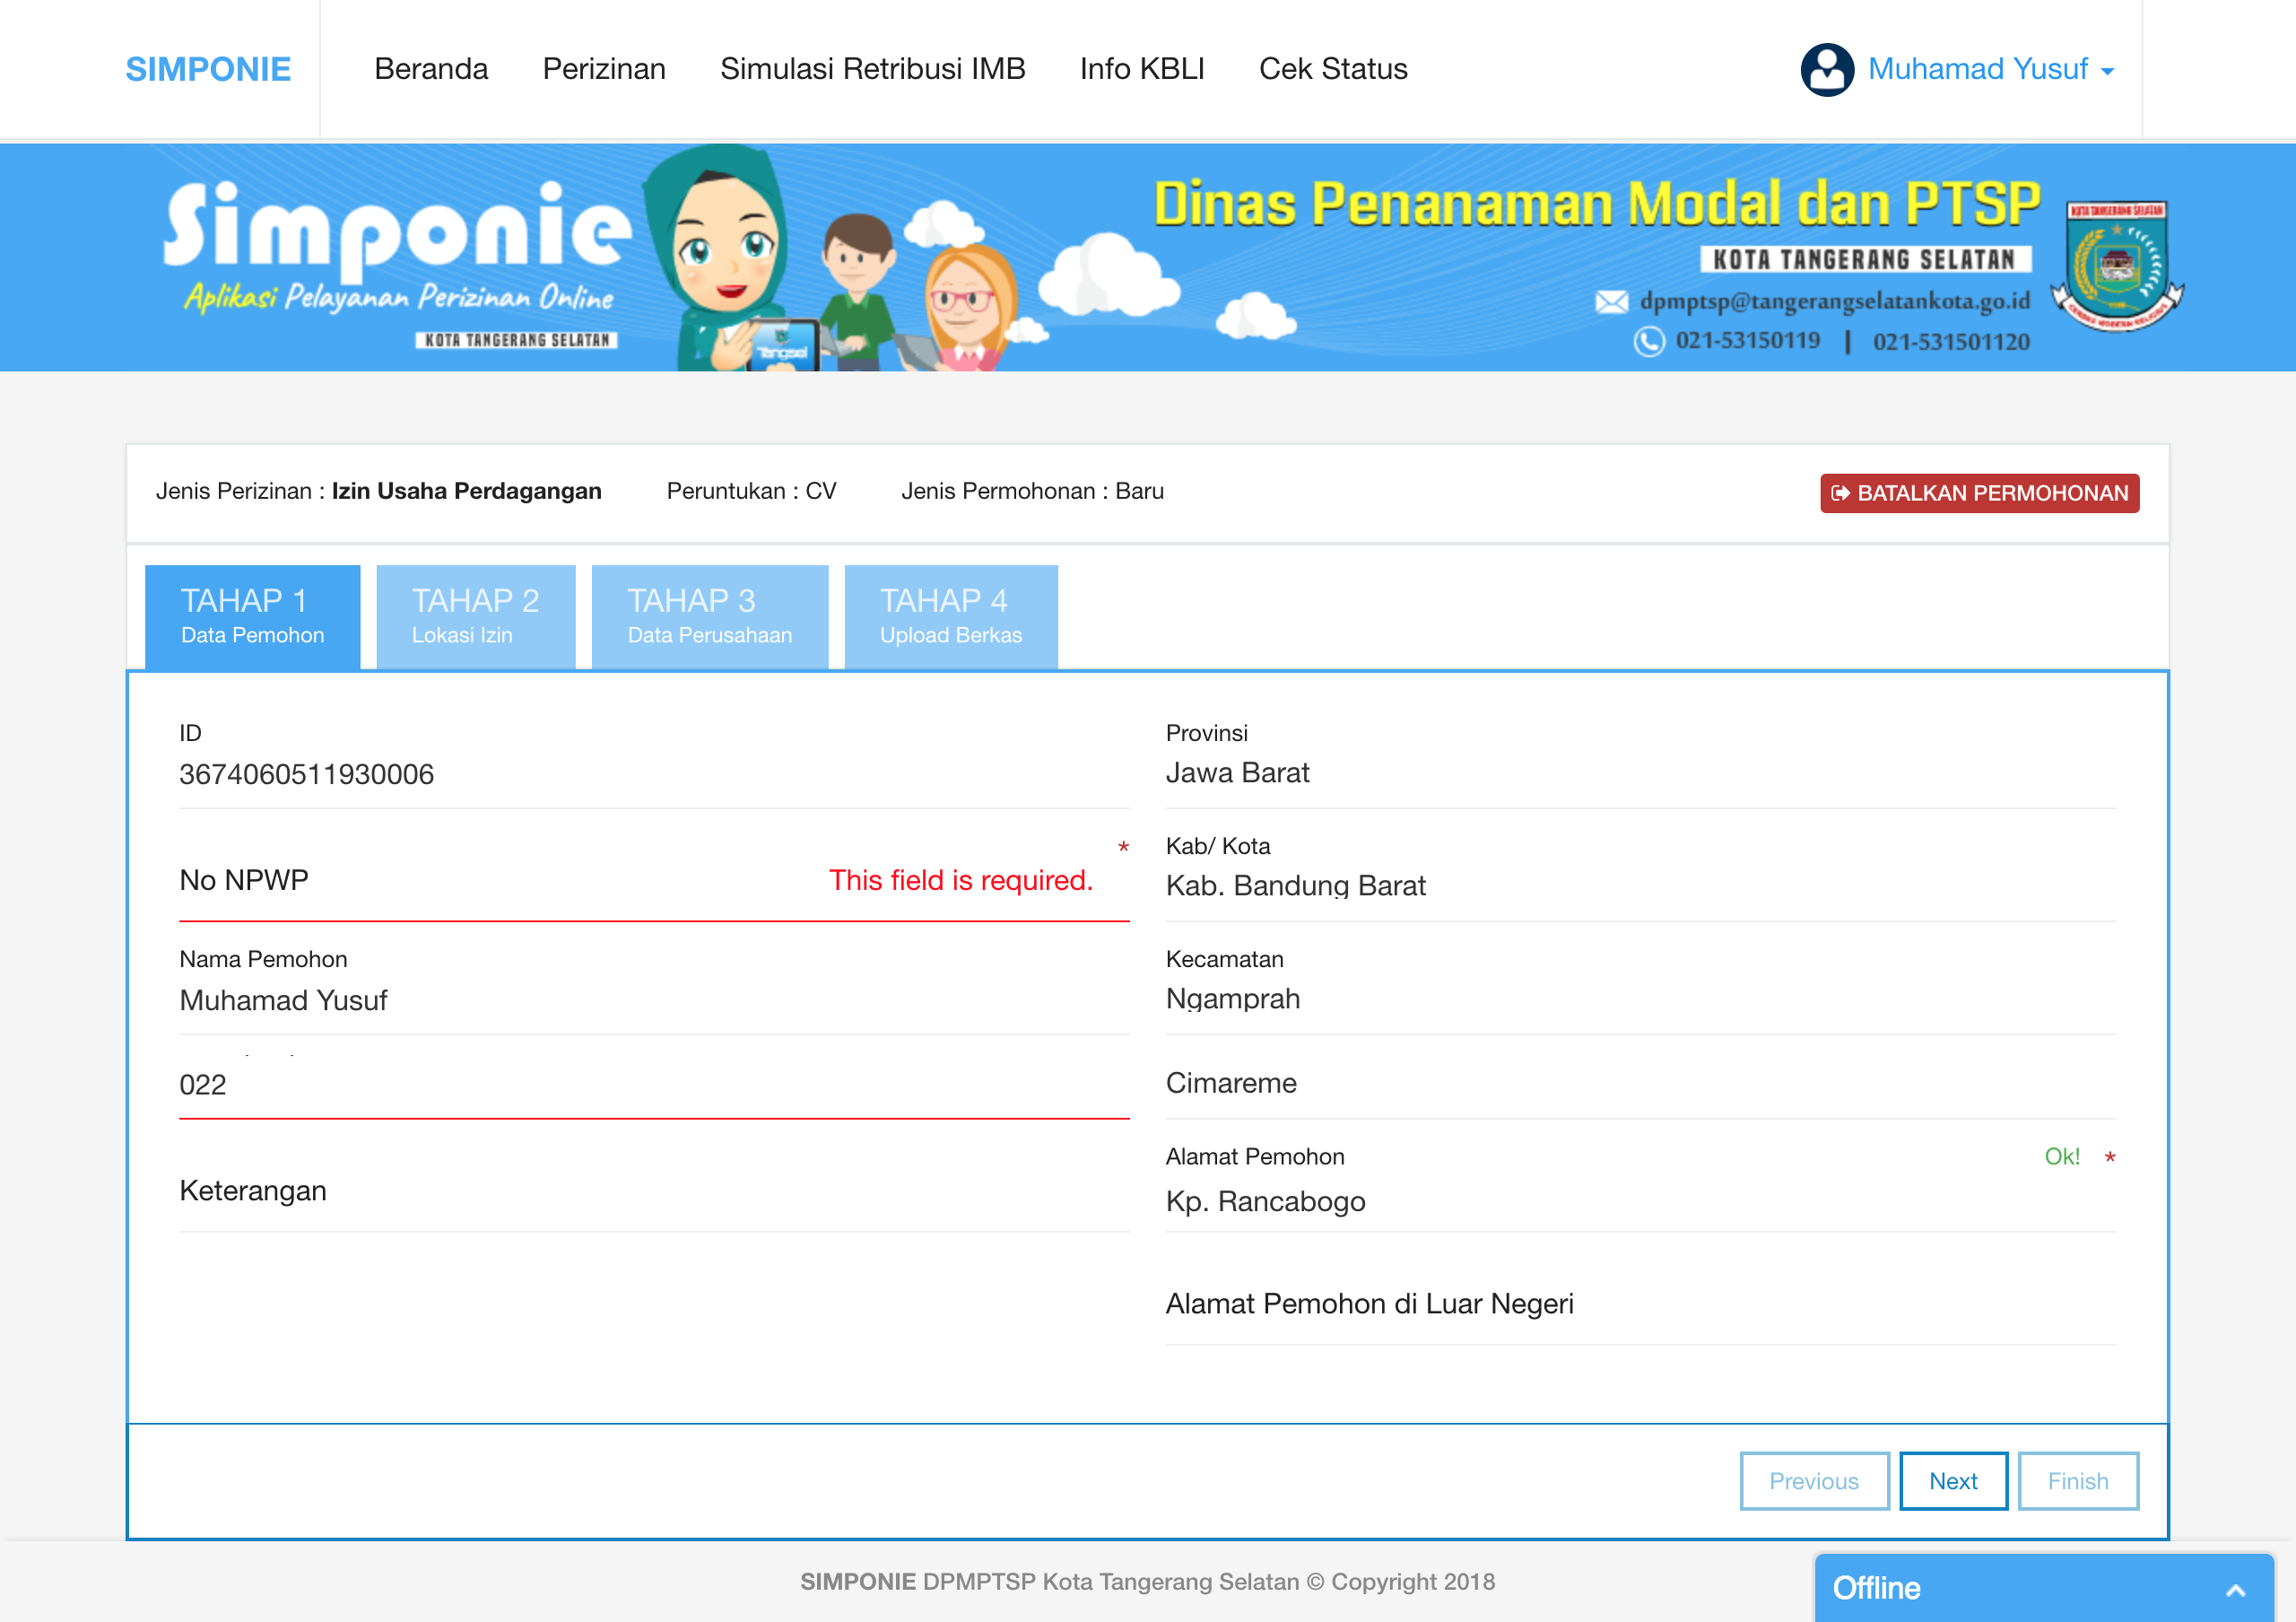 SIMPONIE
Beranda
Perizinan
Simulasi Retribusi IMB
Info KBLI
Cek Status
Muhamad Yusuf
Simponie
Aplikasi Pelayanan Perizinan Online
KOTA TANGERANG SELATAN
Tangsel
Dinas Penanaman Modal dan PTSP
KOTA TANGERANG SELATAN
dpmptsp@tangerangselatankota.go.id
021-53150119 | 021-531501120
KOTA TANGERANG SELATAN
Jenis Perizinan : Izin Usaha Perdagangan
Peruntukan : CV
Jenis Permohonan : Baru
BATALKAN PERMOHONAN
TAHAP 1
Data Pemohon
TAHAP 2
Lokasi Izin
TAHAP 3
Data Perusahaan
TAHAP 4
Upload Berkas
ID
3674060511930006
*
No NPWP
This field is required.
Nama Pemohon
Muhamad Yusuf
022
Keterangan
Provinsi
Jawa Barat
Kab/ Kota
Kab. Bandung Barat
Kecamatan
Ngamprah
Cimareme
Alamat Pemohon
Ok! *
Kp. Rancabogo
Alamat Pemohon di Luar Negeri
Previous
Next
Finish
SIMPONIE DPMPTSP Kota Tangerang Selatan © Copyright 2018
Offline